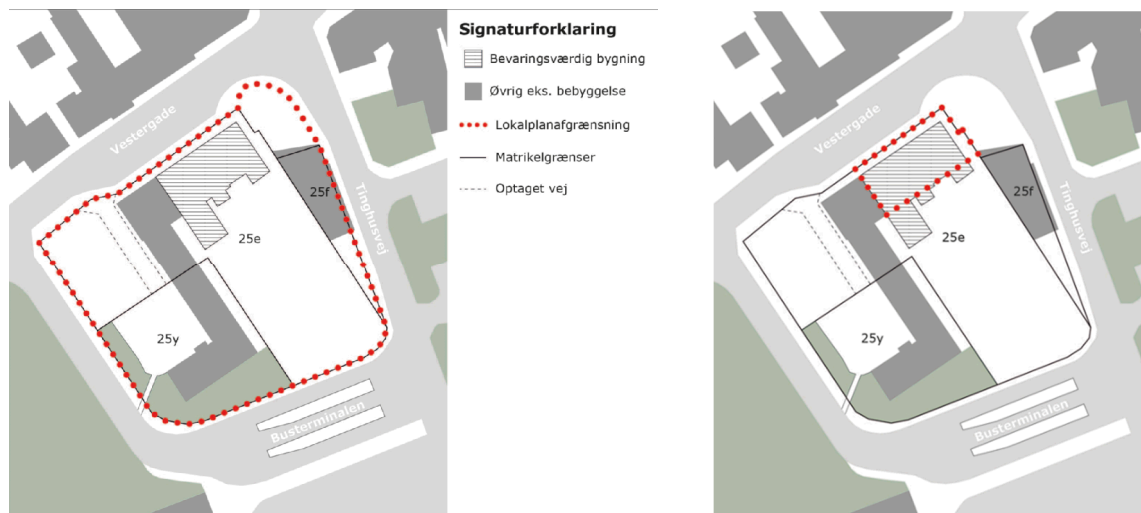 Signaturforklaring
Bevaringsværdig bygning
Øvrig eks. bebyggelse
Lokalplanafgrænsning
Matrikelgrænser
Optaget vej
Vestergade
25f
Tinghusvej
25e
25y
Busterminalen
Vestergade
25f
Tinghusvej
25e
25y
Busterminalen